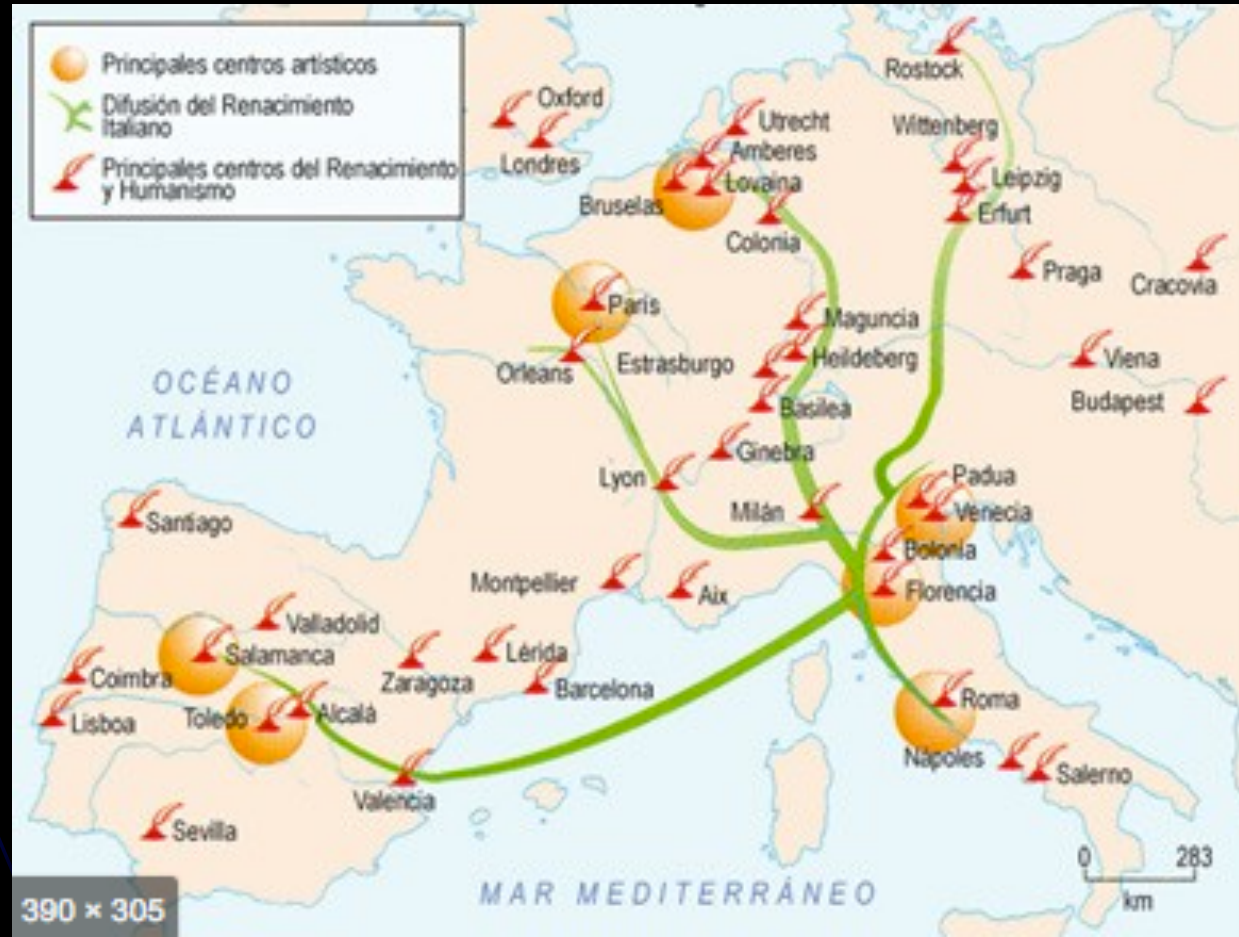 Principales centros artísticos
Difusión del Renacimiento
Italiano
Principales centros del Renacimiento
y Humanismo
Rostock
Oxford
Utrecht
Wittenberg
Londres
Amberes
Lovaina
Leipzig
Bruselas
Erfurt
Colonia
Praga
Cracovia
París
Maguncia
Orleans
Estrasburgo
Heildeberg
Viena
OCÉANO
ATLÁNTICO
Basilea
Budapest
Ginebra
Lyon
Padua
Milán
Venecia
Santiago
Bolonia
Montpellier
Aix
Florencia
Valladolid
Salamanca
Lérida
Coimbra
Zaragoza
Barcelona
Roma
Toledo
Alcalá
Lisboa
Nápoles
Salerno
Valencia
Sevilla
0 283
km
MAR MEDITERRÁNEO
390 × 305